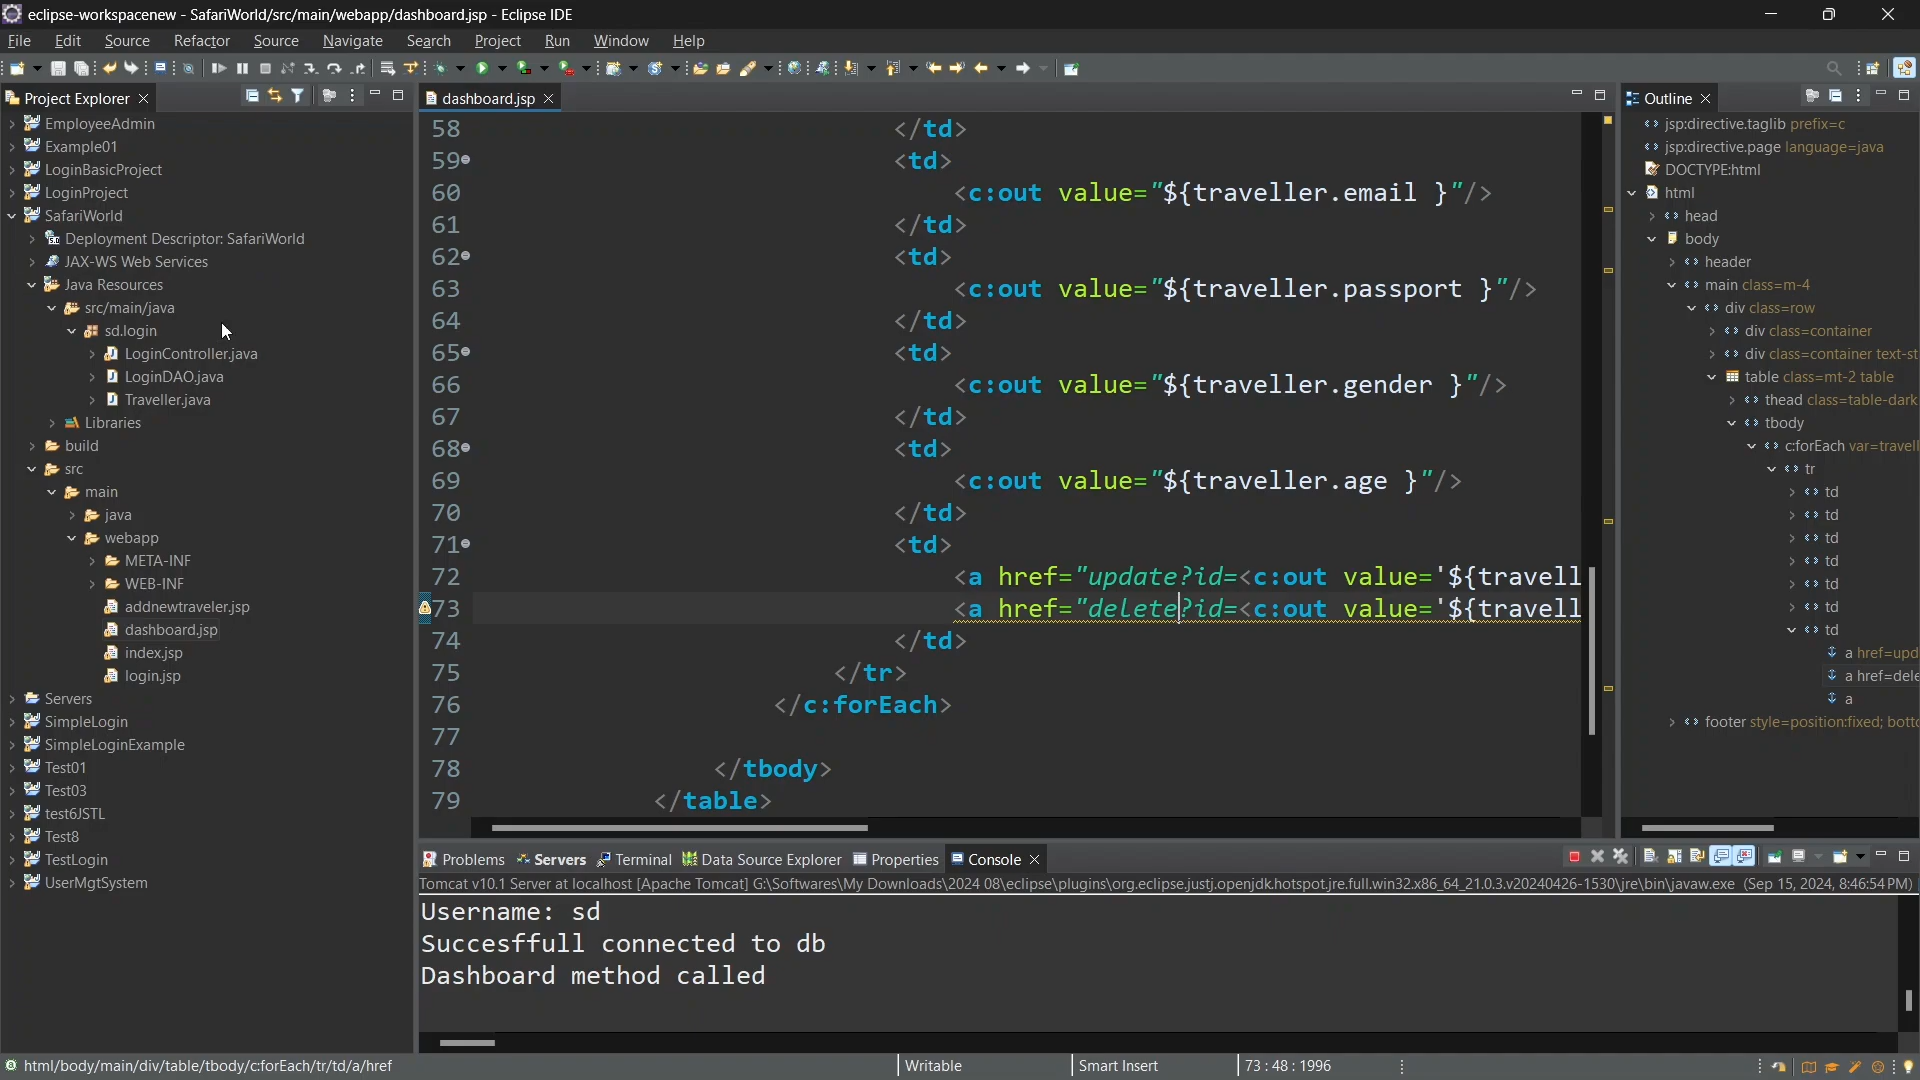 eclipse-workspacenew - SafariWorld/src/main/webapp/dashboard.jsp - Eclipse IDE
File Edit Source Refactor Source Navigate Search Project Run Window Help
Project Explorer
EmployeeAdmin
Example01
LoginBasicProject
LoginProject
SafariWorld
Deployment Descriptor: SafariWorld
JAX-WS Web Services
Java Resources
src/main/java
sd.login
LoginController.java
LoginDAO.java
Traveller.java
Libraries
build
src
main
java
webapp
META-INF
WEB-INF
addnewtraveler.jsp
dashboard.jsp
index.jsp
login.jsp
Servers
SimpleLogin
SimpleLoginExample
Test01
Test03
test6JSTL
Test8
TestLogin
UserMgtSystem
dashboard.jsp
58 </td>
59 <td>
60 <c:out value="${traveller.email }"/>
61 </td>
62 <td>
63 <c:out value="${traveller.passport }"/>
64 </td>
65 <td>
66 <c:out value="${traveller.gender }"/>
67 </td>
68 <td>
69 <c:out value="${traveller.age }"/>
70 </td>
71 <td>
72 <a href="update?id=<c:out value='${travell
73 <a href="delete?id=<c:out value='${travell
74 </td>
75 </tr>
76 </c:forEach>
77
78 </tbody>
79 </table>
Outline
jsp:directive.taglib prefix=c
jsp:directive.page language=java
DOCTYPE:html
html
head
body
header
main class=m-4
div class=row
div class=container
div class=container text-st
table class=mt-2 table
thead class=table-dark
tbody
c:forEach var=travell
tr
td
td
td
td
td
td
td
a href=upd
a href=dele
a
footer style=position:fixed; botto
Problems Servers Terminal Data Source Explorer Properties Console
Tomcat v10.1 Server at localhost [Apache Tomcat] G:\Softwares\My Downloads\2024 08\eclipse\plugins\org.eclipse.justj.openjdk.hotspot.jre.full.win32.x86_64_21.0.3.v20240426-1530\jre\bin\javaw.exe (Sep 15, 2024, 8:46:54 PM)
Username: sd
Succesffull connected to db
Dashboard method called
html/body/main/div/table/tbody/c:forEach/tr/td/a/href Writable Smart Insert 73 : 48 : 1996